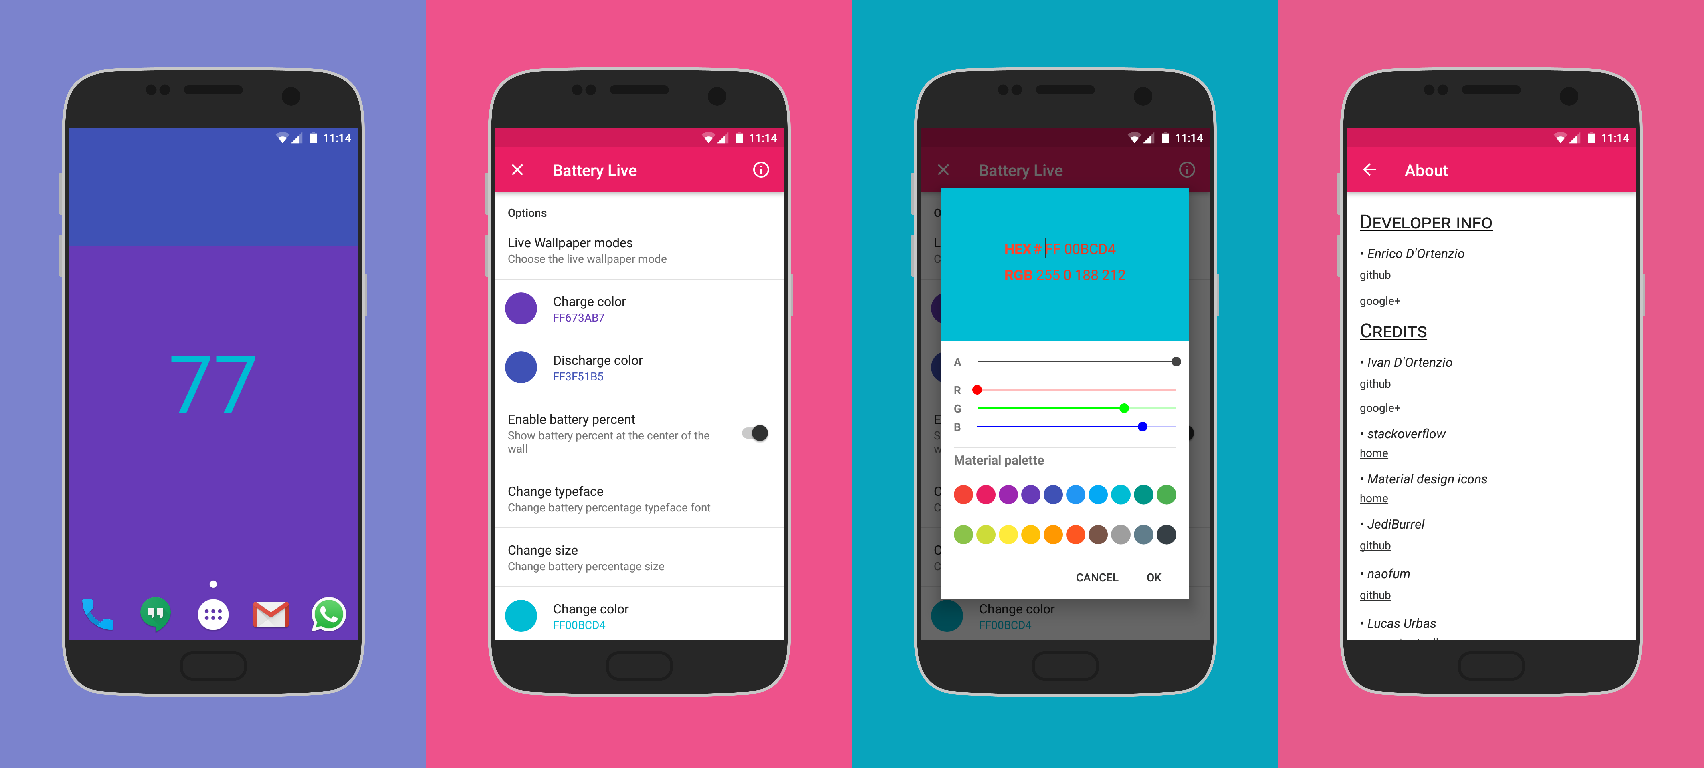 11:14
77
11:14
Battery Live
Options
Live Wallpaper modes
Choose the live wallpaper mode
Charge color
FF673AB7
Discharge color
FF3F51B5
Enable battery percent
Show battery percent at the center of the
wall
Change typeface
Change battery percentage typeface font
Change size
Change battery percentage size
Change color
FF00BCD4
11:14
Battery Live
HEX # FF 00BCD4
RGB 255 0 188 212
A
R
G
B
Material palette
CANCEL OK
Change color
FF00BCD4
11:14
About
DEVELOPER INFO
• Enrico D'Ortenzio
github
google+
CREDITS
• Ivan D'Ortenzio
github
google+
• stackoverflow
home
• Material design icons
home
• JediBurrel
github
• naofum
github
• Lucas Urbas